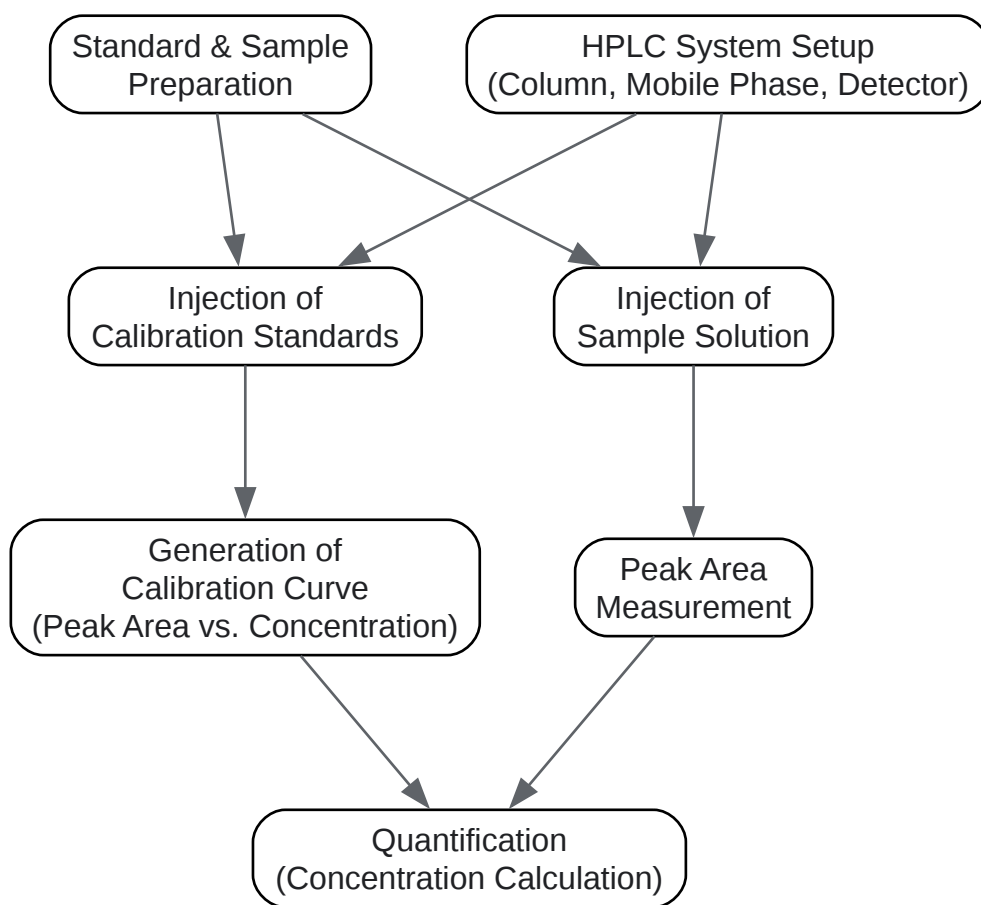 Standard & Sample
Preparation
HPLC System Setup
(Column, Mobile Phase, Detector)
Injection of
Calibration Standards
Injection of
Sample Solution
Generation of
Calibration Curve
(Peak Area vs. Concentration)
Peak Area
Measurement
Quantification
(Concentration Calculation)